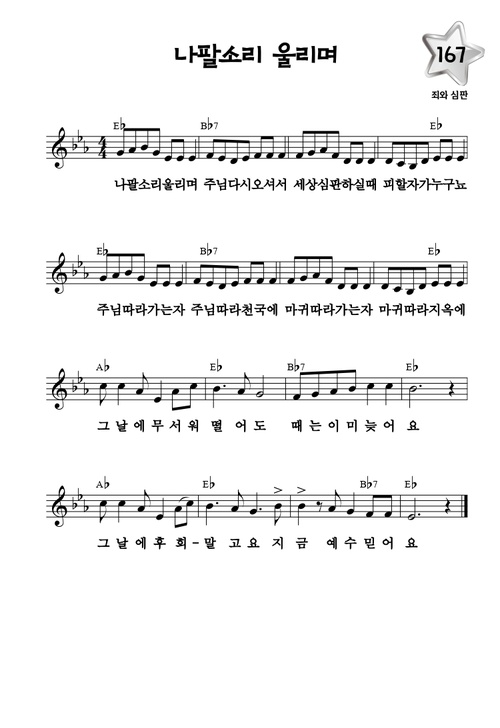 나팔소리 울리며
167
죄와 심판
E♭ B♭7 E♭
나팔소리울리며 주님다시오셔서 세상심판하실때 피할자가누구뇨
E♭ B♭7 E♭
주님따라가는자 주님따라천국에 마귀따라가는자 마귀따라지옥에
A♭ E♭ B♭7 E♭
그 날 에 무 서 워 떨 어 도 때 는 이 미 늦 어 요
A♭ E♭ B♭7 E♭
그 날 에 후 회 - 말 고 요 지 금 예 수 믿 어 요